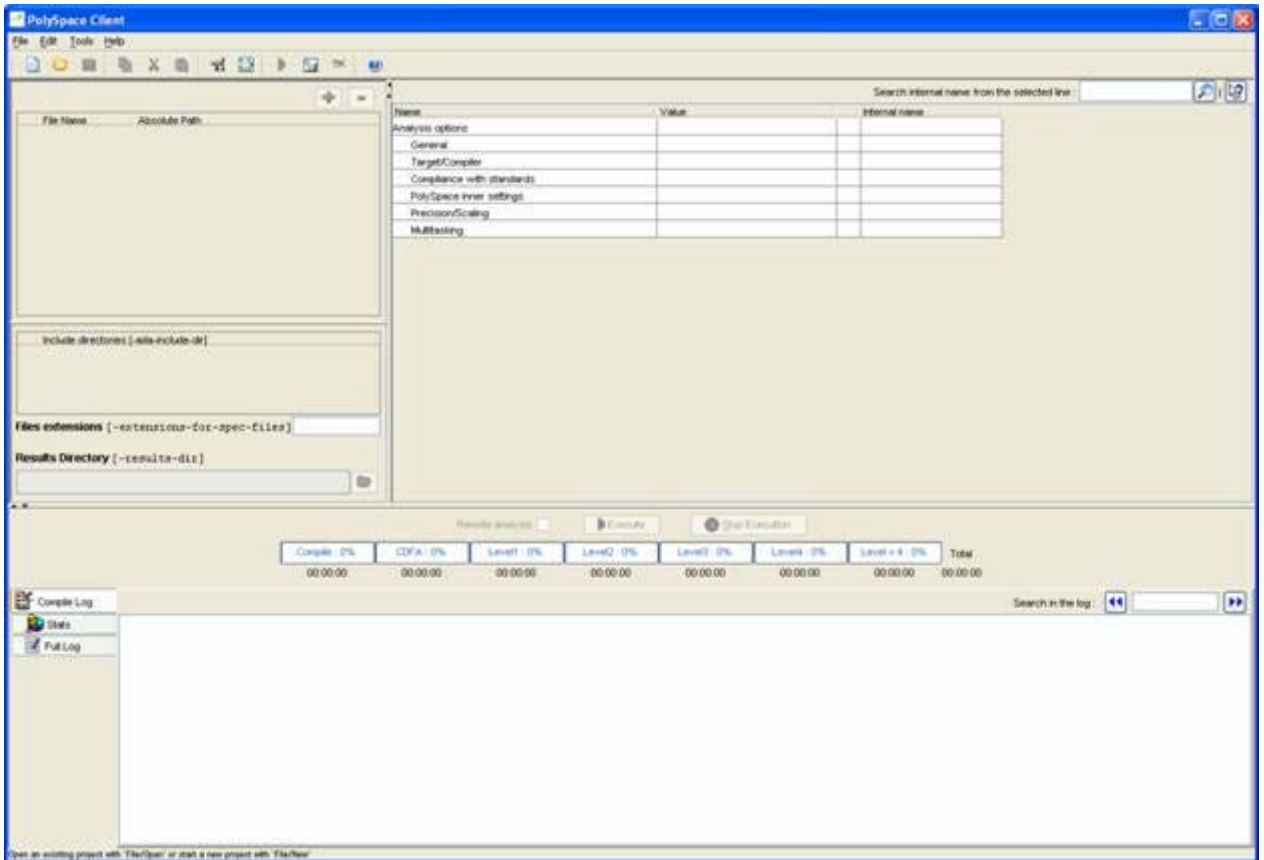 PolySpace Client
File Edit Tools Help
Search internal name from the selected line :
File Name Absolute Path
Name Value Internal name
Analysis options
General
Target/Compiler
Compliance with standards
PolySpace inner settings
Precision/Scaling
Multitasking
Include directories [-ada-include-dir]
Files extensions [-extensions-for-spec-files]
Results Directory [-results-dir]
Remote analysis Execute Stop Execution
Compile : 0% CDFA : 0% Level1 : 0% Level2 : 0% Level3 : 0% Level4 : 0% Level > 4 : 0% Total
00:00:00 00:00:00 00:00:00 00:00:00 00:00:00 00:00:00 00:00:00 00:00:00
Compile Log Search in the log :
Stats
Full Log
Open an existing project with 'File/Open' or start a new project with 'File/New'